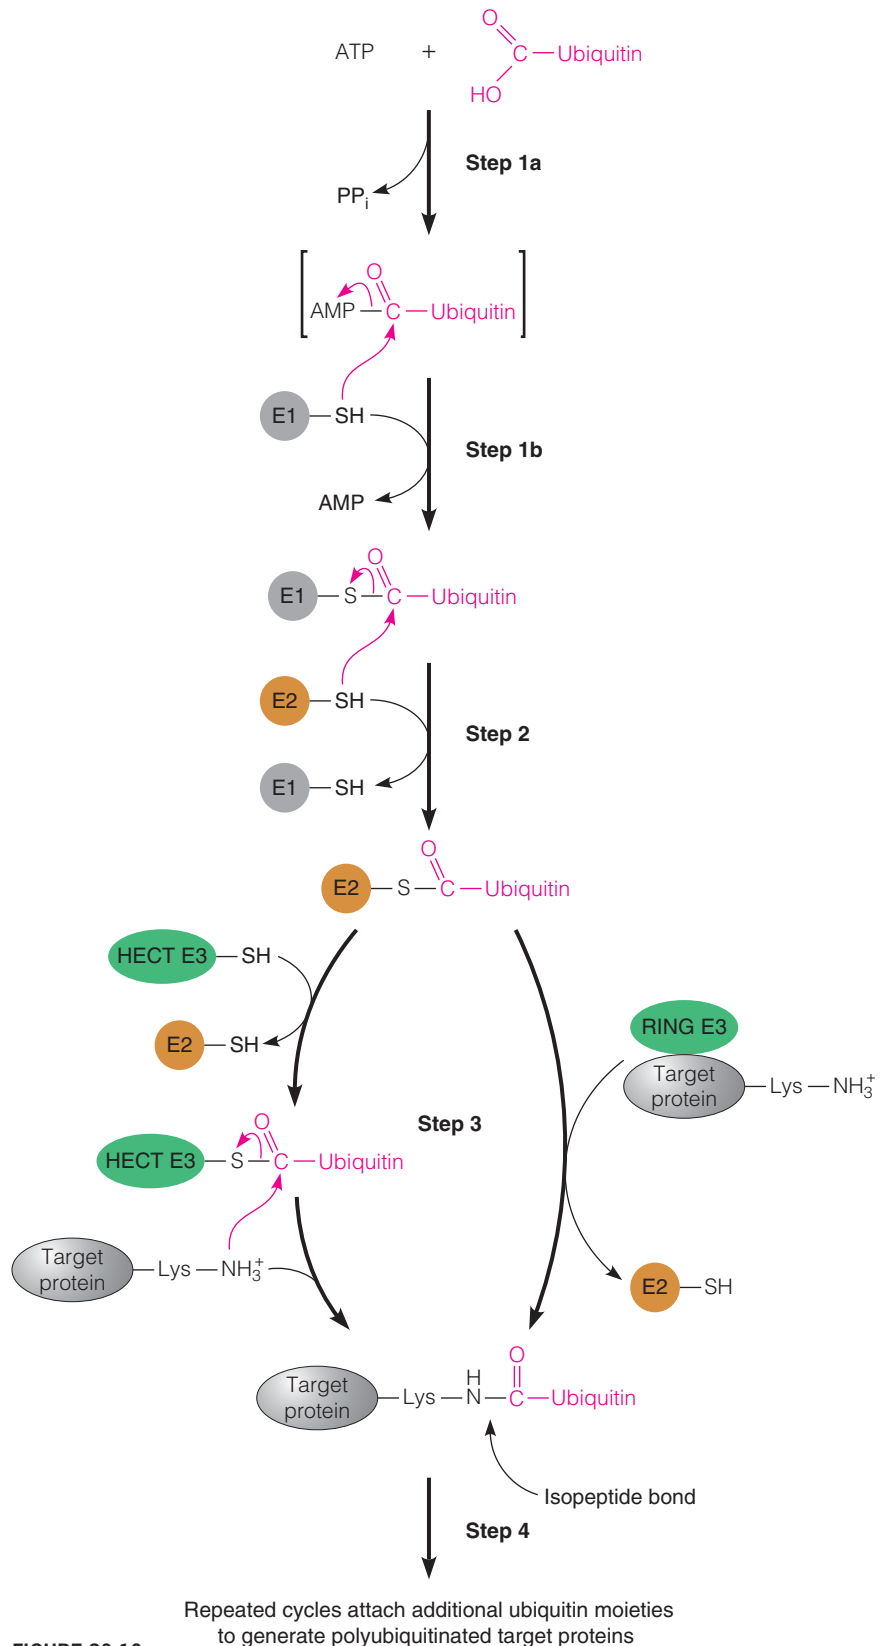 ATP + O
C Ubiquitin
HO
Step 1a
PPi
O
AMP C Ubiquitin
E1 SH
Step 1b
AMP
O
E1 S C Ubiquitin
E2 SH
Step 2
E1 SH
O
E2 S C Ubiquitin
HECT E3 SH
RING E3
E2 SH
Target
protein Lys NH3+
Step 3
O
HECT E3 S C Ubiquitin
Target
protein Lys NH3+
E2 SH
O
H
Target
protein Lys N C Ubiquitin
Isopeptide bond
Step 4
Repeated cycles attach additional ubiquitin moieties
to generate polyubiquitinated target proteins